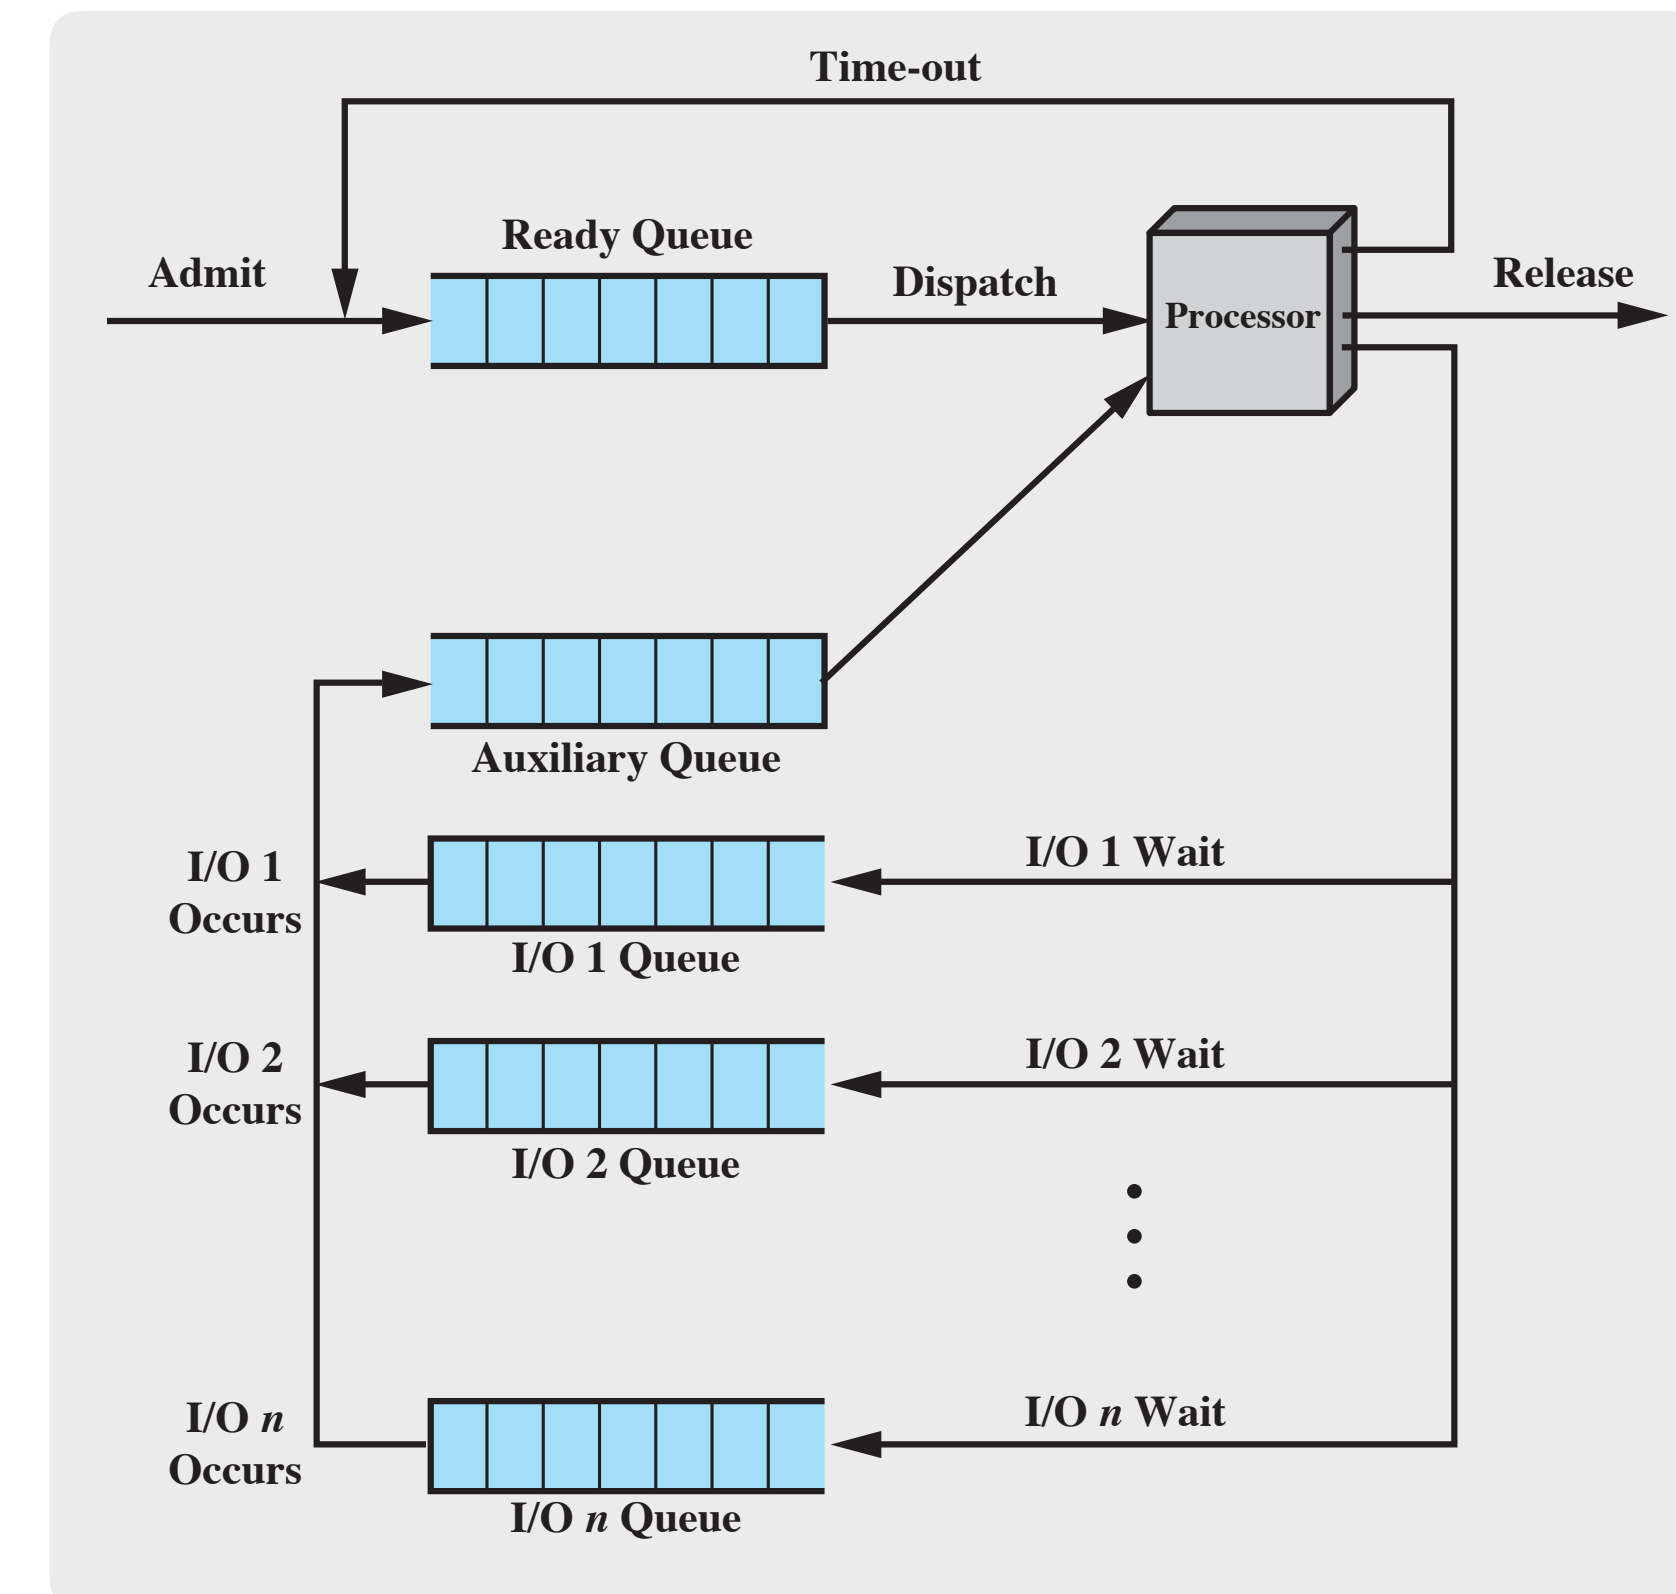 Time-out
Ready Queue
Admit
Dispatch
Release
Processor
Auxiliary Queue
I/O 1
Occurs
I/O 1 Wait
I/O 1 Queue
I/O 2
Occurs
I/O 2 Wait
I/O 2 Queue
I/O n
Occurs
I/O n Wait
I/O n Queue